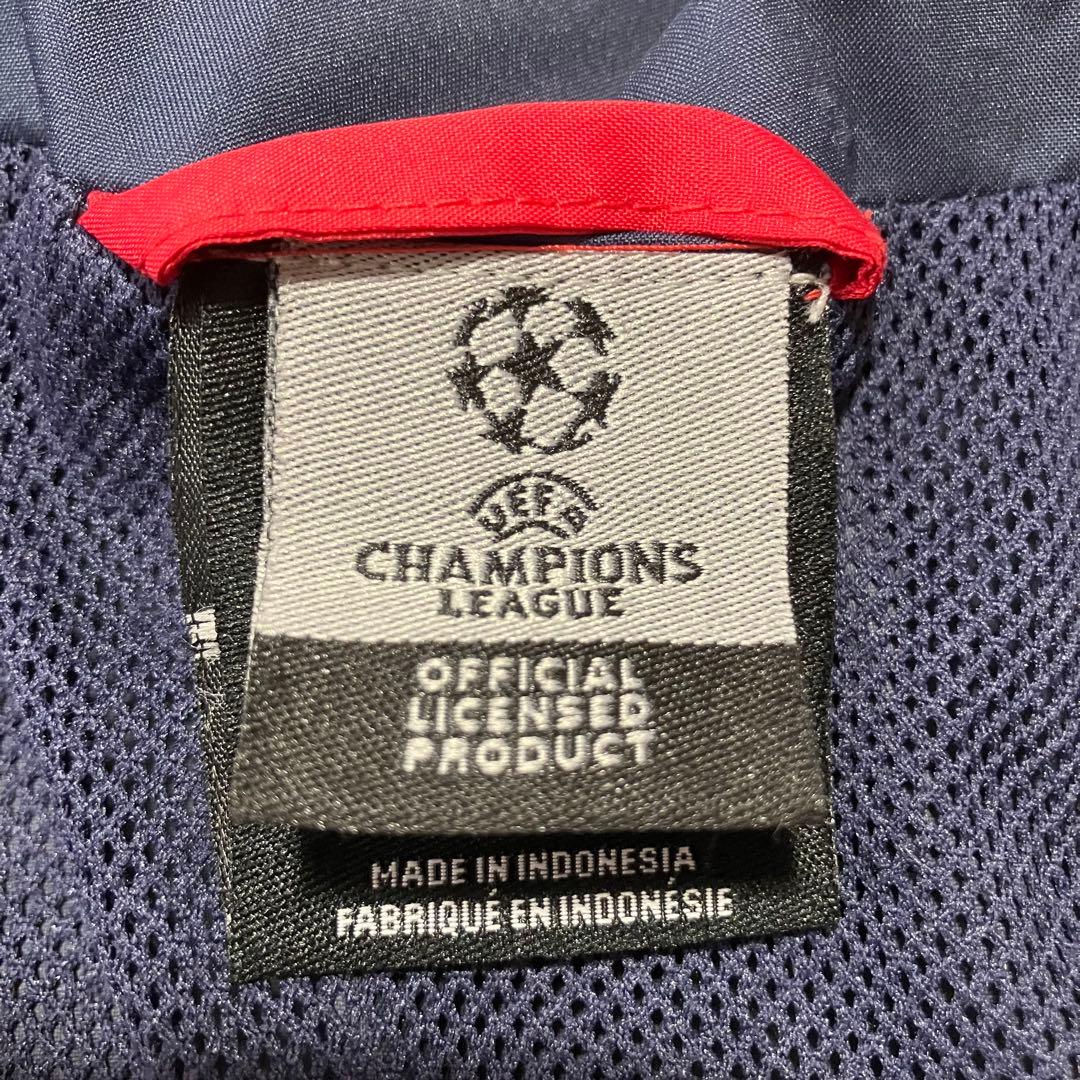 UEFA
CHAMPIONS
LEAGUE
OFFICIAL
LICENSED
PRODUCT
MADE IN INDONESIA
FABRIQUÉ EN INDONÉSIE